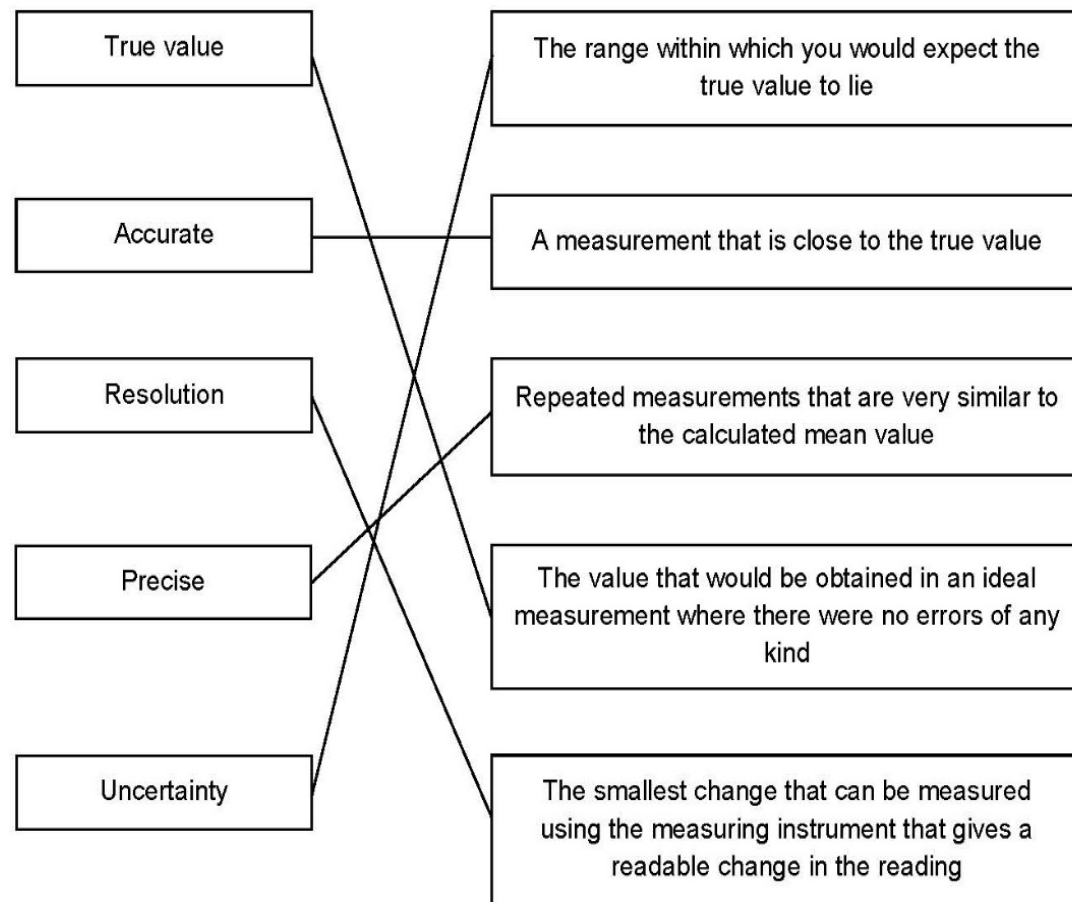 True value
The range within which you would expect the
true value to lie
Accurate
A measurement that is close to the true value
Resolution
Repeated measurements that are very similar to
the calculated mean value
Precise
The value that would be obtained in an ideal
measurement where there were no errors of any
kind
Uncertainty
The smallest change that can be measured
using the measuring instrument that gives a
readable change in the reading